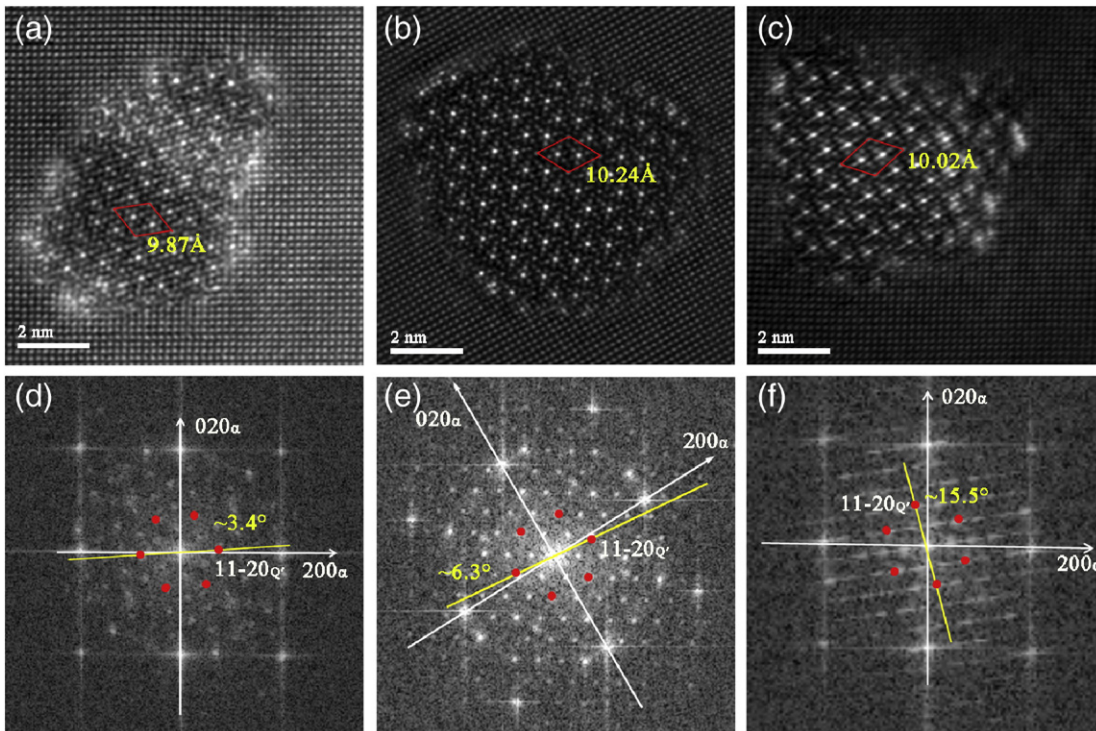 (a)
9.87Å
2 nm
(b)
10.24Å
2 nm
(c)
10.02Å
2 nm
(d)
020α
~3.4°
11-20Q'
200α
(e)
020α
200α
11-20Q'
~6.3°
(f)
020α
~15.5°
11-20Q'
200α